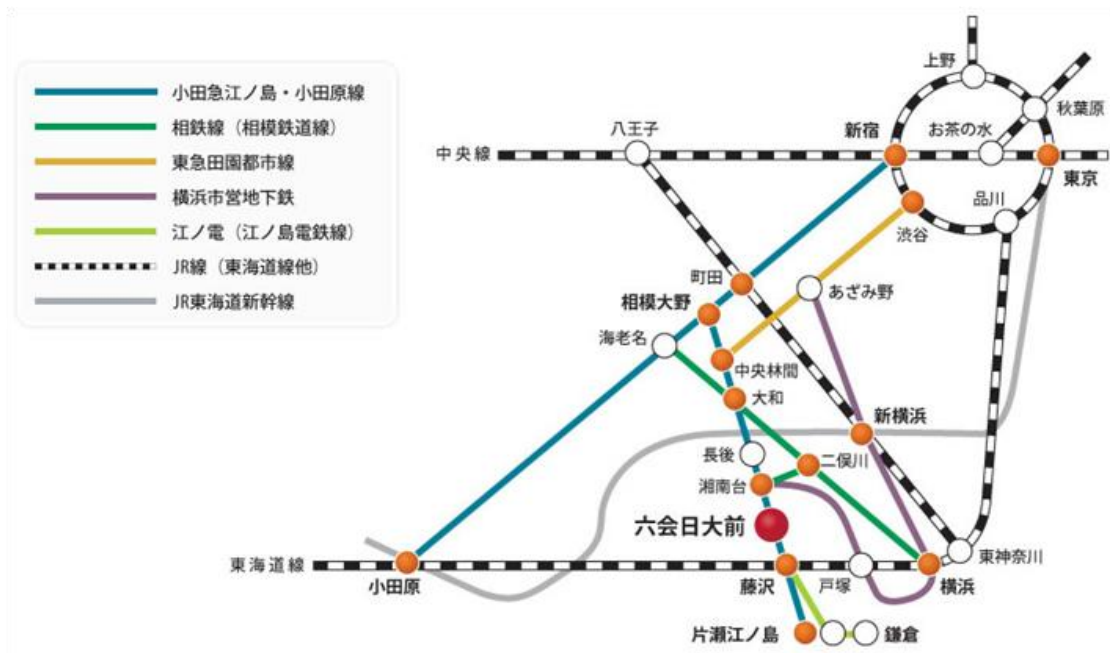 小田急江ノ島・小田原線
相鉄線（相模鉄道線）
東急田園都市線
横浜市営地下鉄
江ノ電（江ノ島電鉄線）
JR線（東海道線他）
JR東海道新幹線
上野
秋葉原
お茶の水
新宿
八王子
中央線
東京
品川
渋谷
町田
あざみ野
相模大野
海老名
中央林間
大和
新横浜
長後
二俣川
湘南台
六会日大前
東神奈川
東海道線
小田原
藤沢
戸塚
横浜
片瀬江ノ島
鎌倉